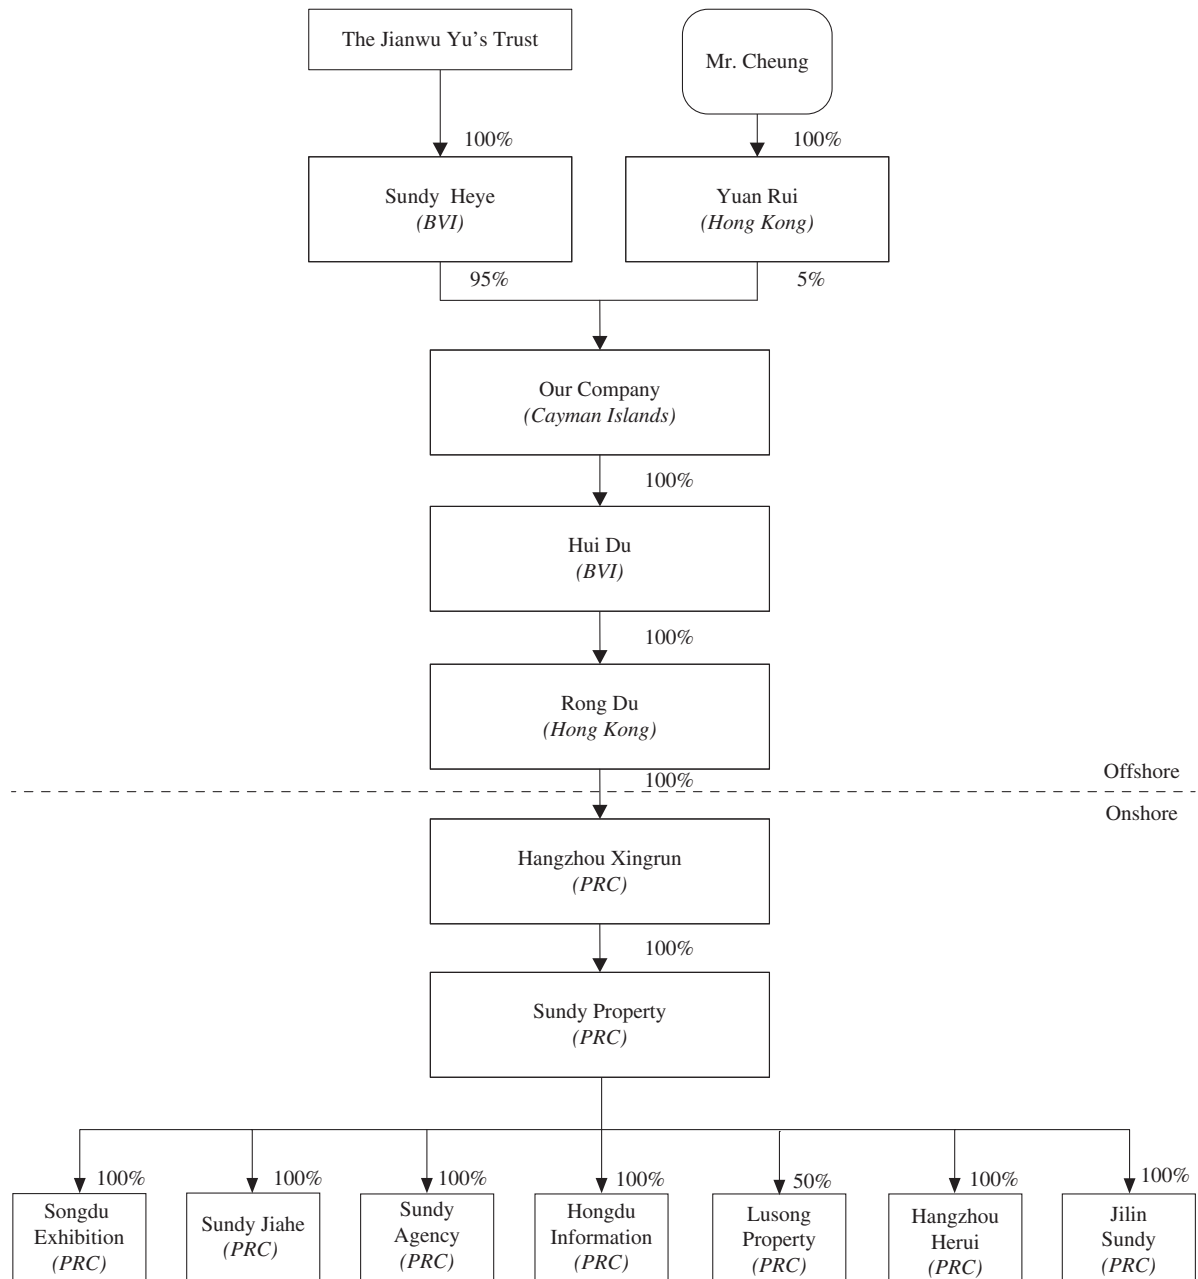 The Jianwu Yu’s Trust
Mr. Cheung
100%
100%
Sundy Heye
(BVI)
Yuan Rui
(Hong Kong)
95%
5%
Our Company
(Cayman Islands)
100%
Hui Du
(BVI)
100%
Rong Du
(Hong Kong)
100%
Offshore
Onshore
Hangzhou Xingrun
(PRC)
100%
Sundy Property
(PRC)
100%
100%
100%
100%
50%
100%
100%
Songdu
Exhibition
(PRC)
Sundy Jiahe
(PRC)
Sundy
Agency
(PRC)
Hongdu
Information
(PRC)
Lusong
Property
(PRC)
Hangzhou
Herui
(PRC)
Jilin
Sundy
(PRC)